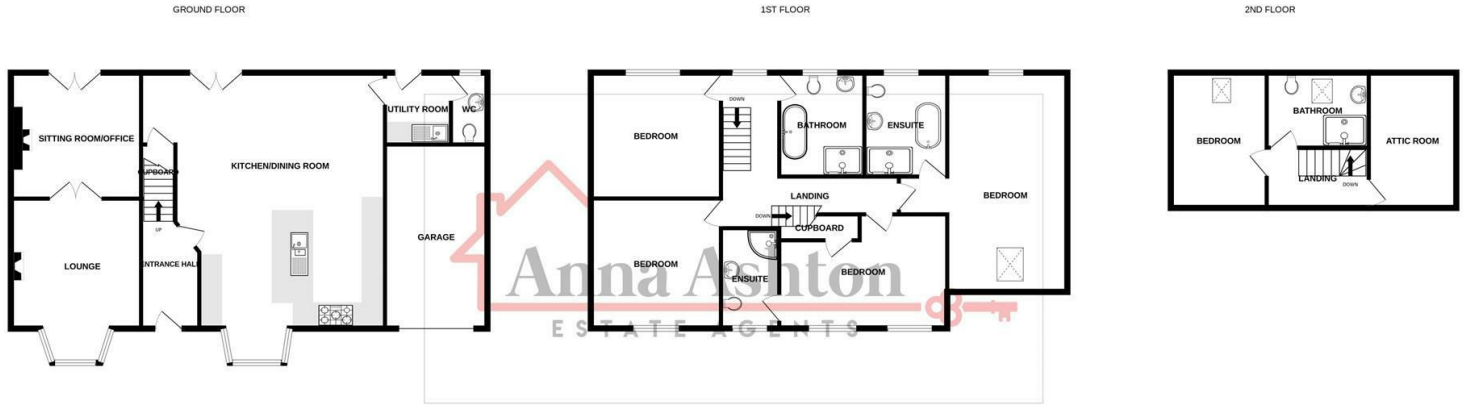 GROUND FLOOR
SITTING ROOM/OFFICE
CUPBOARD
UP
KITCHEN/DINING ROOM
UTILITY ROOM
WC
GARAGE
LOUNGE
ENTRANCE HALL
1ST FLOOR
BEDROOM
DOWN
BATHROOM
ENSUITE
LANDING
BEDROOM
DOWN
CUPBOARD
BEDROOM
ENSUITE
BEDROOM
Anna Ashton
ESTATE AGENTS
2ND FLOOR
BEDROOM
BATHROOM
ATTIC ROOM
LANDING
DOWN